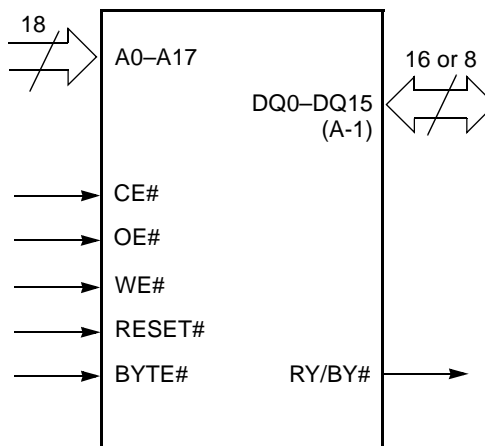 18
A0–A17
16 or 8
DQ0–DQ15
(A-1)
CE#
OE#
WE#
RESET#
BYTE#
RY/BY#